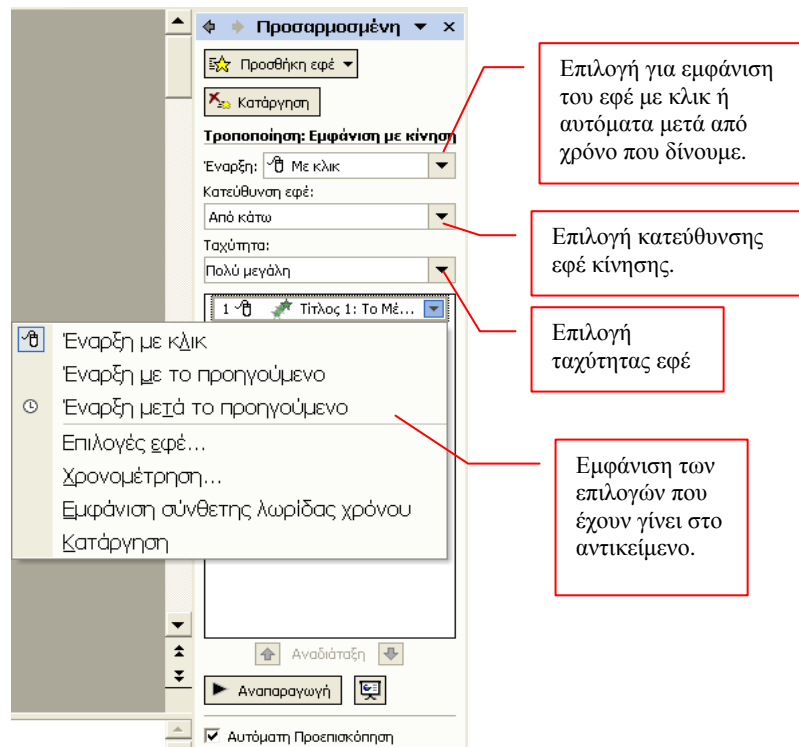 Προσαρμοσμένη
Προσθήκη εφέ
Κατάργηση
Τροποποίηση: Εμφάνιση με κίνηση
Έναρξη: Με κλικ
Κατεύθυνση εφέ:
Από κάτω
Ταχύτητα:
Πολύ μεγάλη
1 Τίτλος 1: Το Μέ...
Έναρξη με κλικ
Έναρξη με το προηγούμενο
Έναρξη μετά το προηγούμενο
Επιλογές εφέ...
Χρονομέτρηση...
Εμφάνιση σύνθετης λωρίδας χρόνου
Κατάργηση
Αναδιάταξη
Αναπαραγωγή
Αυτόματη Προεπισκόπηση
Επιλογή για εμφάνιση
του εφέ με κλικ ή
αυτόματα μετά από
χρόνο που δίνουμε.
Επιλογή κατεύθυνσης
εφέ κίνησης.
Επιλογή
ταχύτητας εφέ
Εμφάνιση των
επιλογών που
έχουν γίνει στο
αντικείμενο.